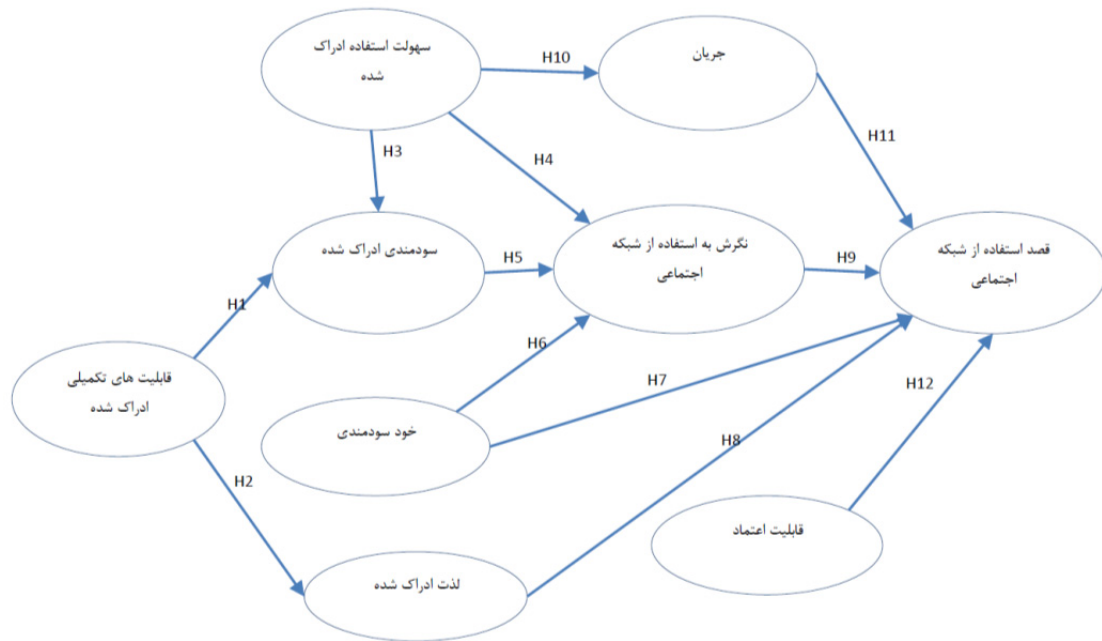 سهولت استفاده ادراک
شده
H10
جریان
H3
H4
H11
سودمندی ادراک شده
H5
نگرش به استفاده از شبکه
اجتماعی
H9
قصد استفاده از شبکه
اجتماعی
H1
قابلیت های تکمیلی
ادراک شده
H6
H7
H12
خود سودمندی
H8
H2
قابلیت اعتماد
لذت ادراک شده